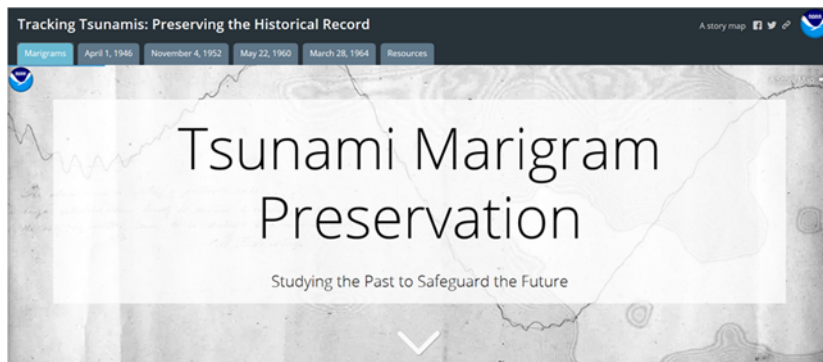 Tracking Tsunamis: Preserving the Historical Record
A story map
Marigrams
April 1, 1946
November 4, 1952
May 22, 1960
March 28, 1964
Resources
Tsunami Marigram
Preservation
Studying the Past to Safeguard the Future